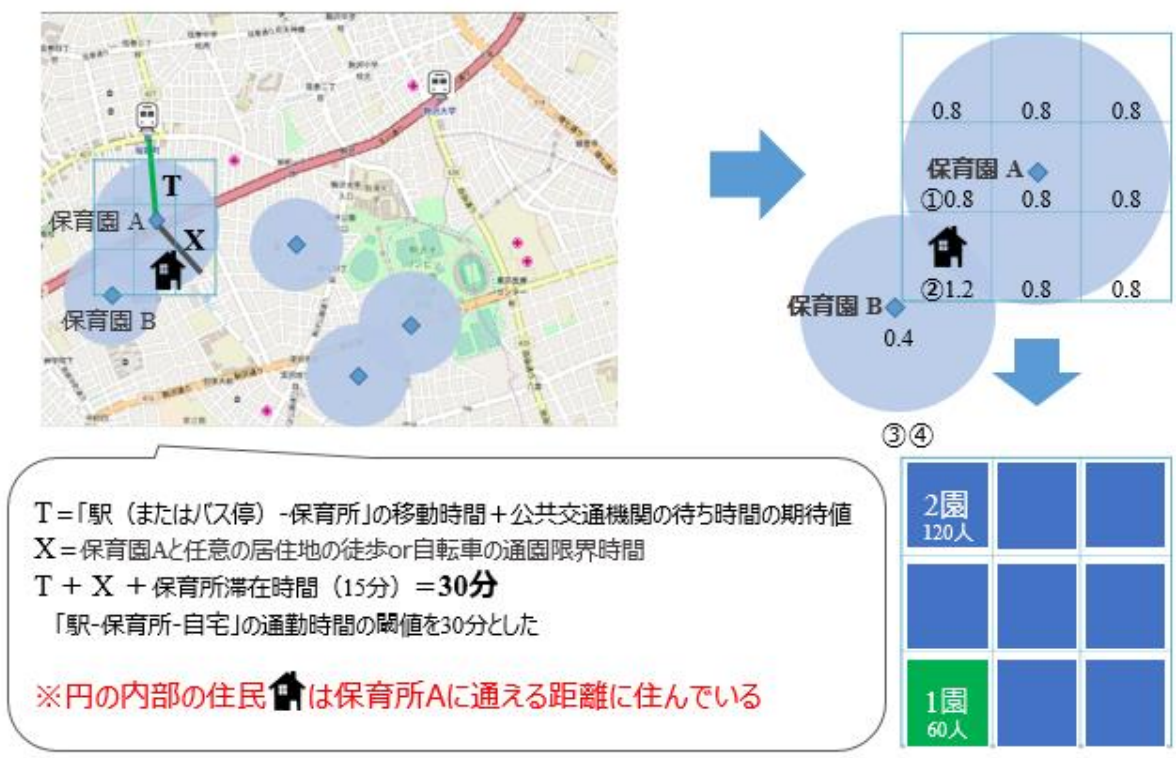 T
X
保育園 A
保育園 B
0.8 0.8 0.8
保育園 A
①0.8 0.8 0.8
②1.2 0.8 0.8
保育園 B
0.4
③④
2園
120人
1園
60人
T=「駅（またはバス停）-保育所」の移動時間+公共交通機関の待ち時間の期待値
X=保育園Aと任意の居住地の徒歩or自転車の通園限界時間
T + X + 保育所滞在時間（15分）=30分
「駅-保育所-自宅」の通勤時間の閾値を30分とした
※円の内部の住民は保育所Aに通える距離に住んでいる